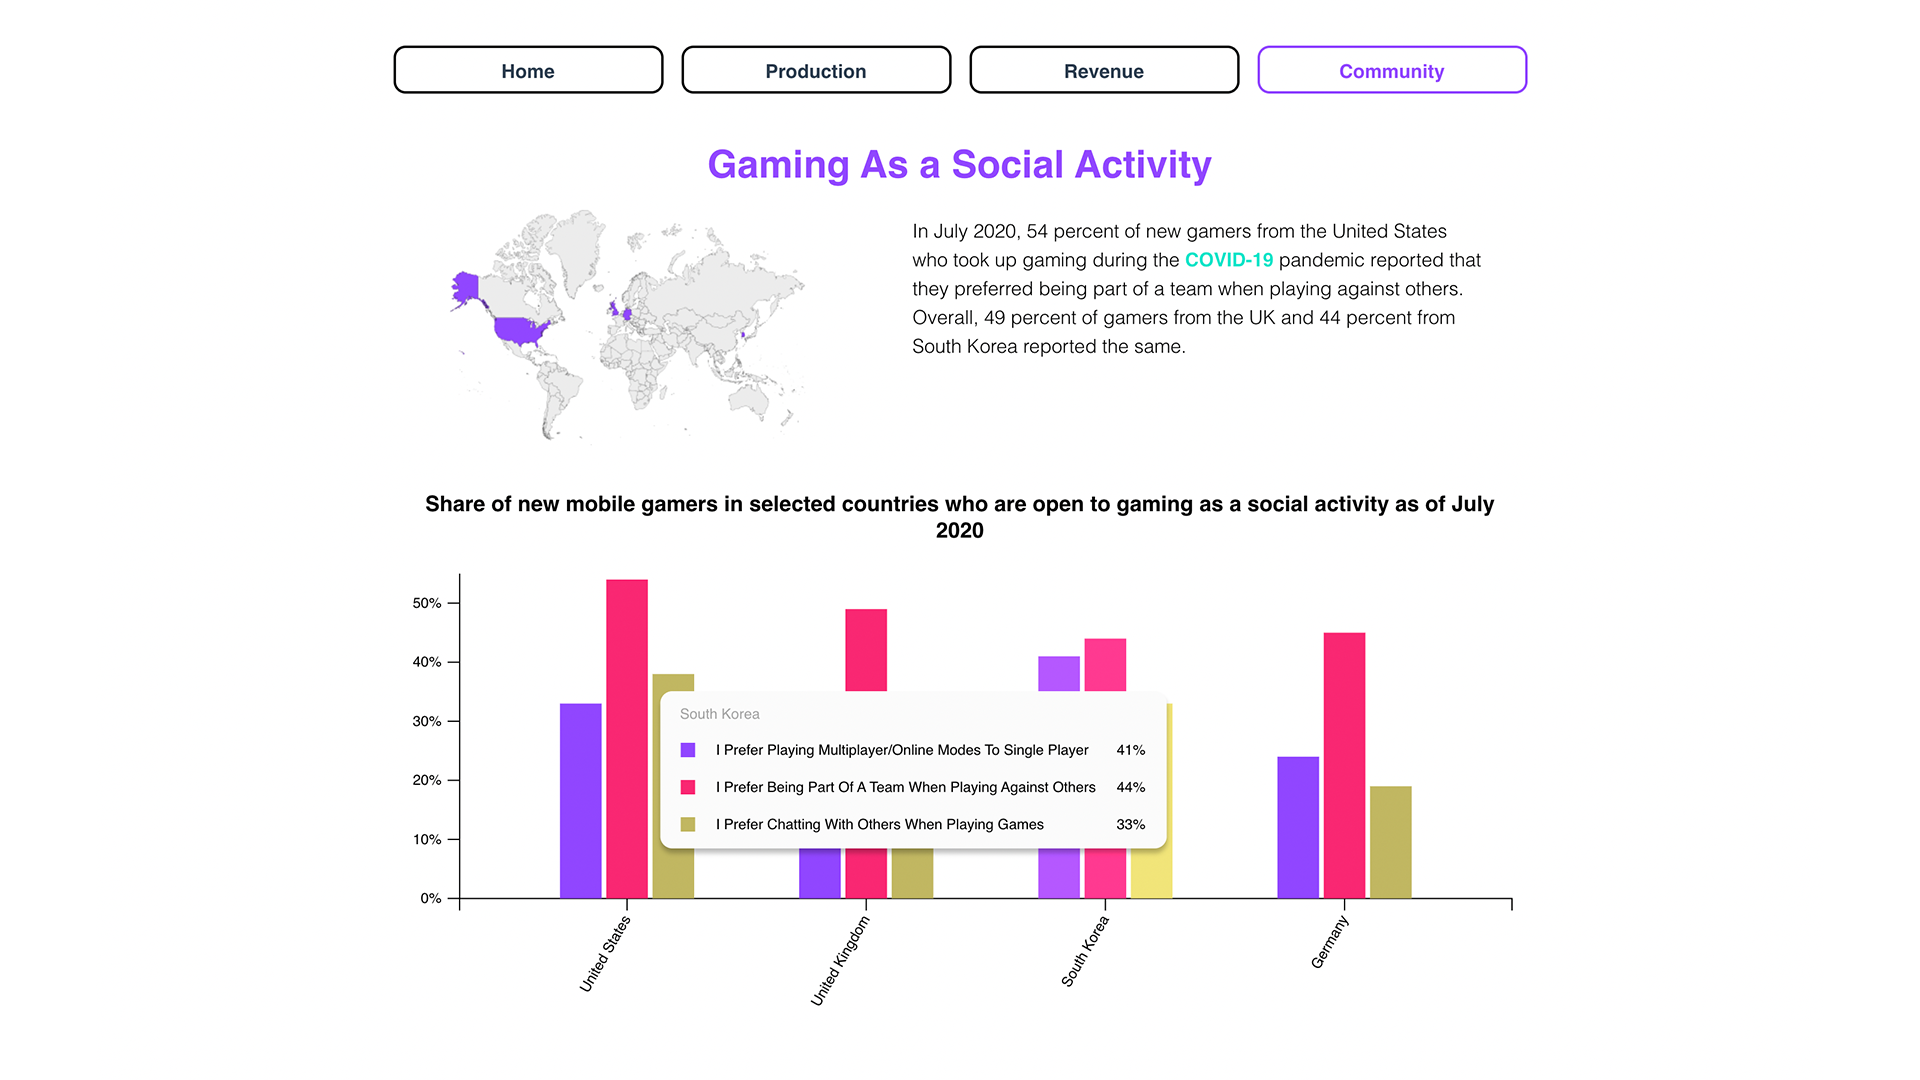 Home
Production
Revenue
Community
Gaming As a Social Activity
In July 2020, 54 percent of new gamers from the United States
who took up gaming during the COVID-19 pandemic reported that
they preferred being part of a team when playing against others.
Overall, 49 percent of gamers from the UK and 44 percent from
South Korea reported the same.
Share of new mobile gamers in selected countries who are open to gaming as a social activity as of July
2020
50%
40%
30%
20%
10%
0%
South Korea
I Prefer Playing Multiplayer/Online Modes To Single Player 41%
I Prefer Being Part Of A Team When Playing Against Others 44%
I Prefer Chatting With Others When Playing Games 33%
United States
United Kingdom
South Korea
Germany